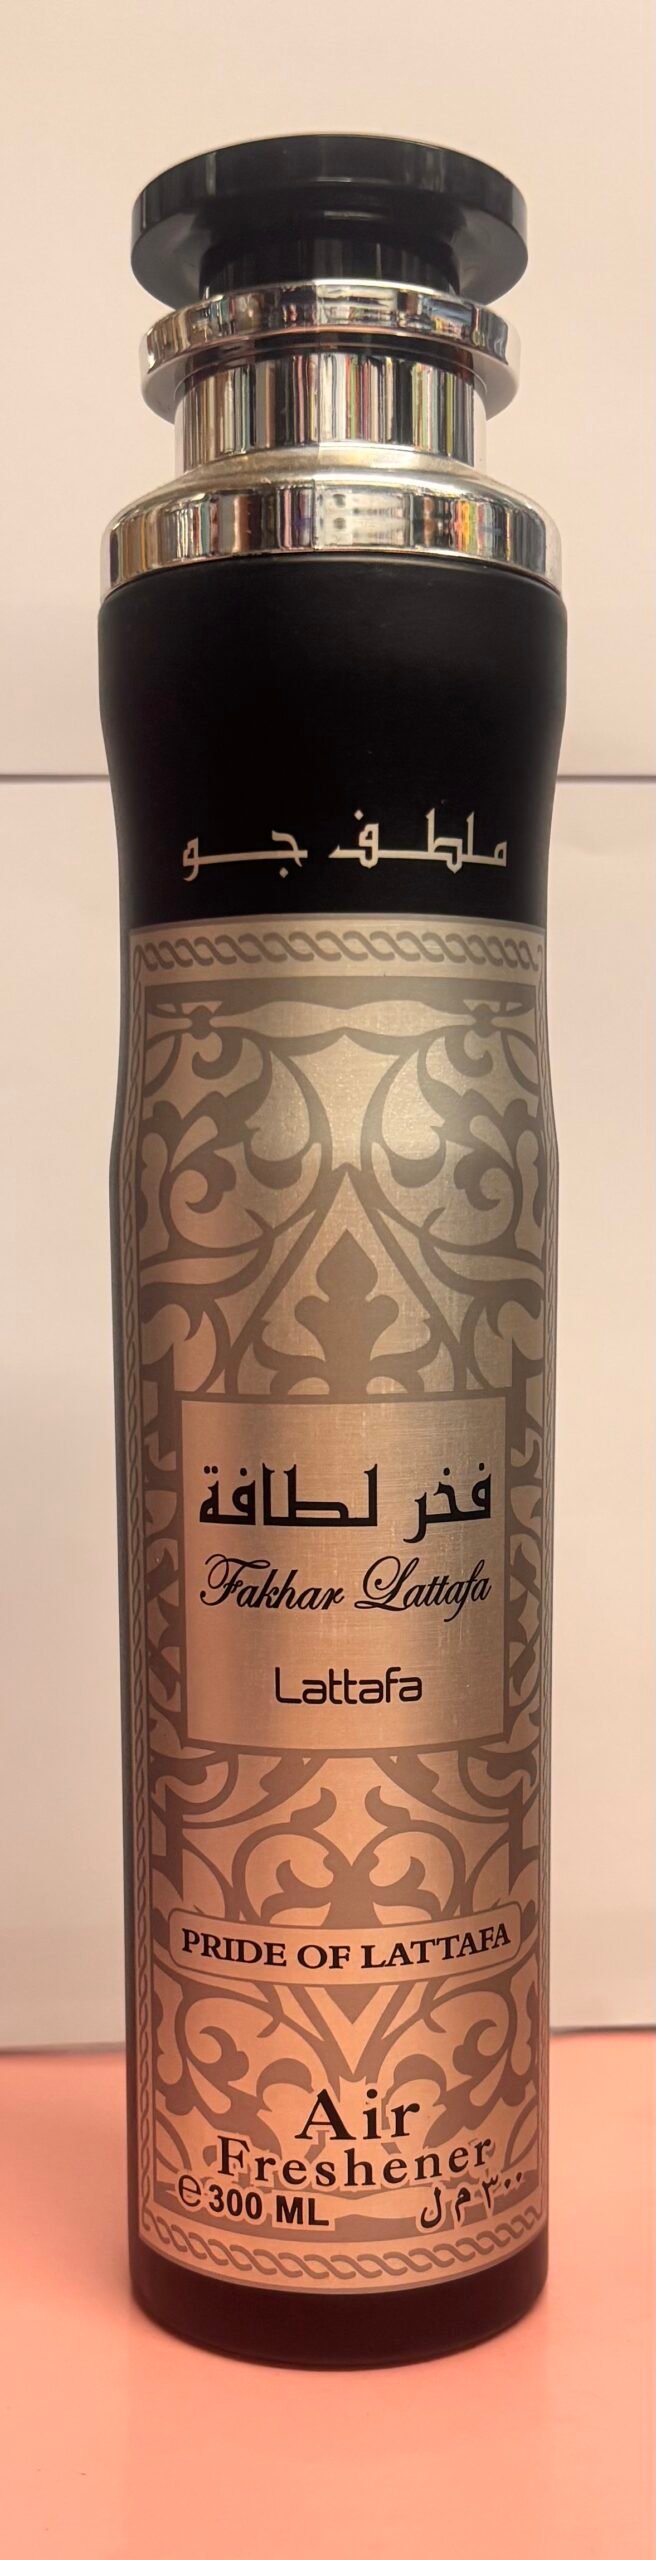 ملطف جو
فخر لطافة
Fakhar Lattafa
Lattafa
PRIDE OF LATTAFA
Air
Freshener
℮ 300 ML ٣٠٠ م ل